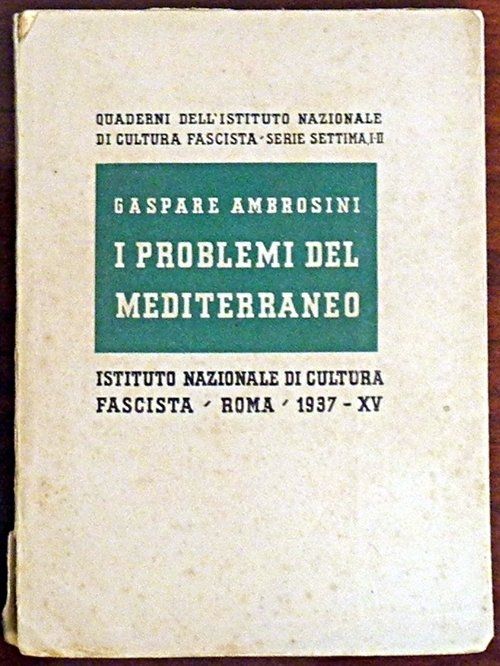 QUADERNI DELL'ISTITUTO NAZIONALE
DI CULTURA FASCISTA - SERIE SETTIMA, I-II
GASPARE AMBROSINI
I PROBLEMI DEL
MEDITERRANEO
ISTITUTO NAZIONALE DI CULTURA
FASCISTA - ROMA - 1937 - XV